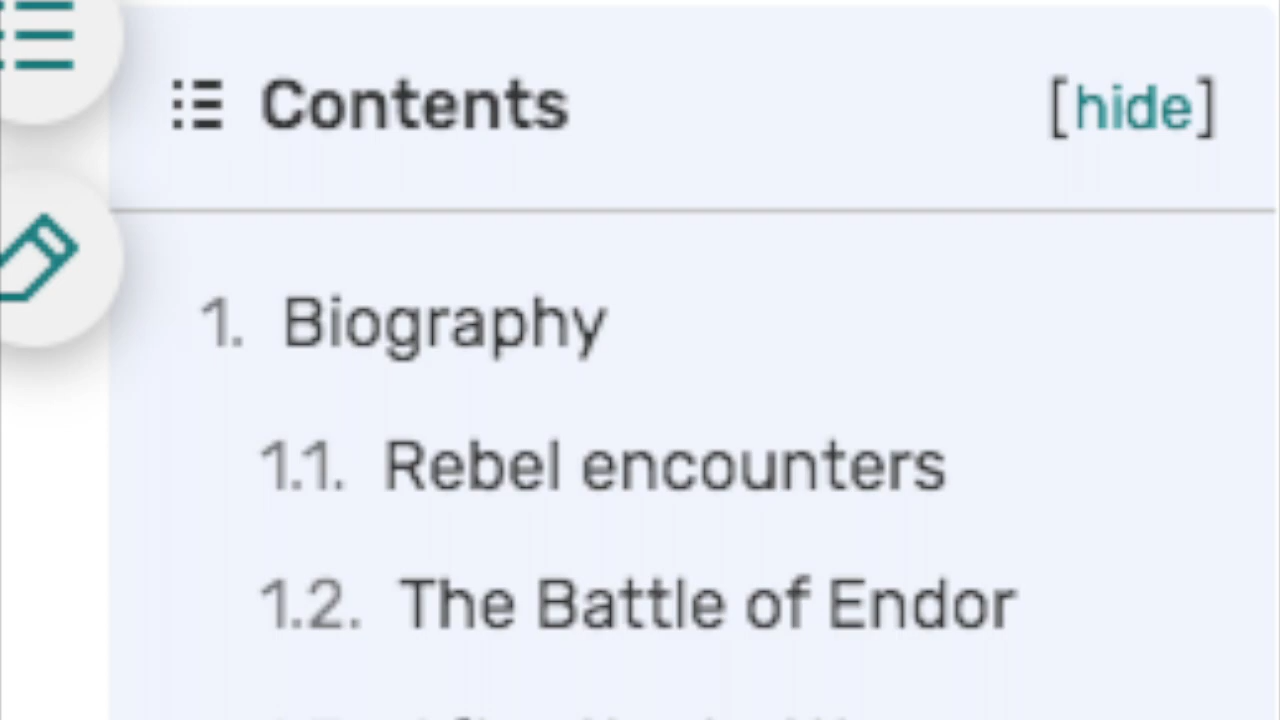 Contents [hide]
1. Biography
1.1. Rebel encounters
1.2. The Battle of Endor